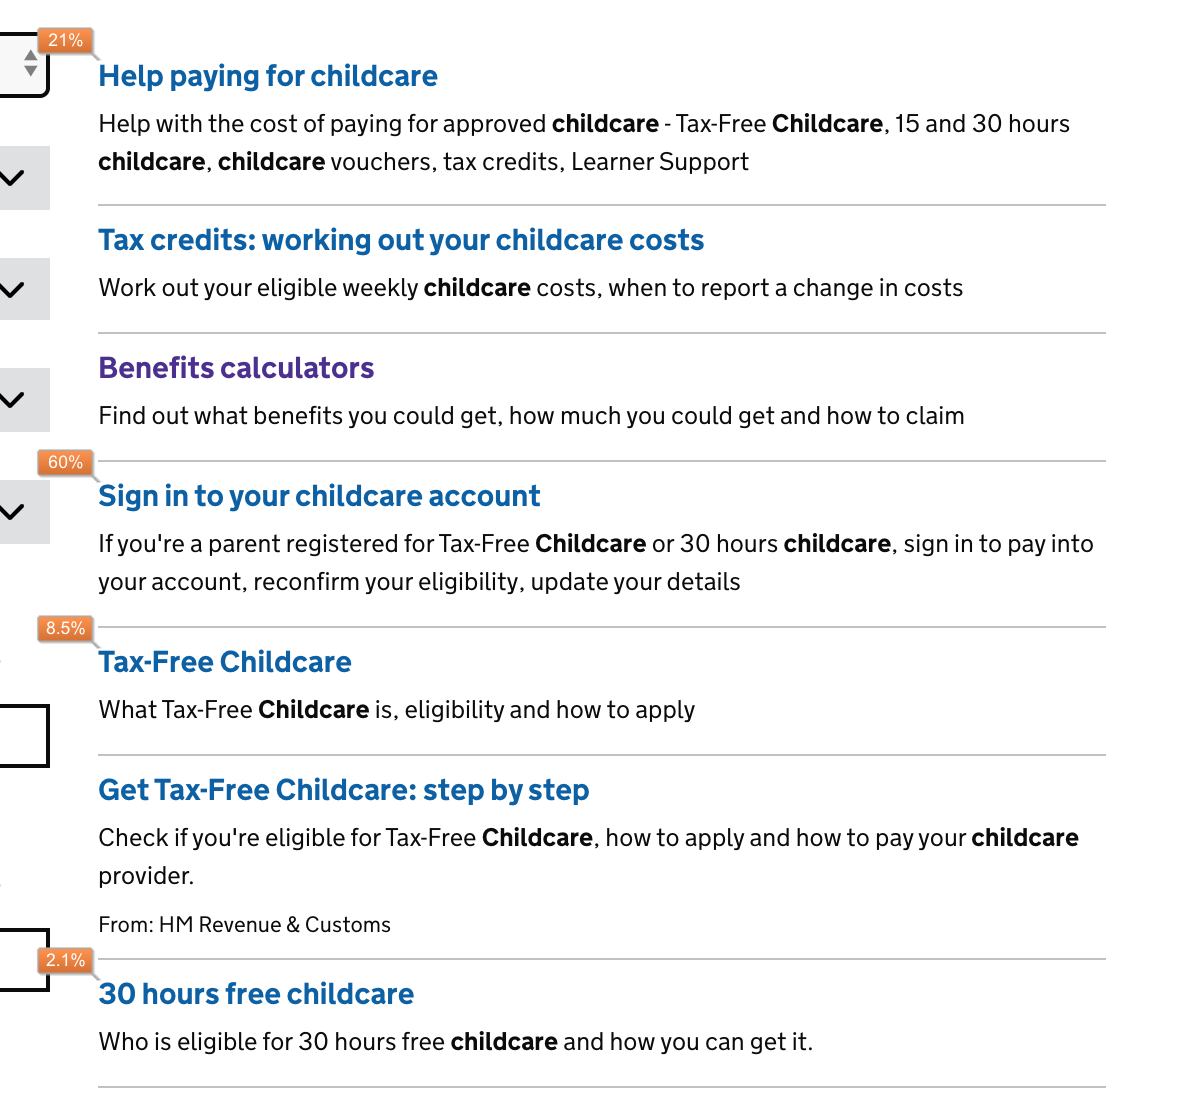 21%
Help paying for childcare
Help with the cost of paying for approved childcare - Tax-Free Childcare, 15 and 30 hours
childcare, childcare vouchers, tax credits, Learner Support
Tax credits: working out your childcare costs
Work out your eligible weekly childcare costs, when to report a change in costs
Benefits calculators
Find out what benefits you could get, how much you could get and how to claim
60%
Sign in to your childcare account
If you're a parent registered for Tax-Free Childcare or 30 hours childcare, sign in to pay into
your account, reconfirm your eligibility, update your details
8.5%
Tax-Free Childcare
What Tax-Free Childcare is, eligibility and how to apply
Get Tax-Free Childcare: step by step
Check if you're eligible for Tax-Free Childcare, how to apply and how to pay your childcare
provider.
From: HM Revenue & Customs
2.1%
30 hours free childcare
Who is eligible for 30 hours free childcare and how you can get it.